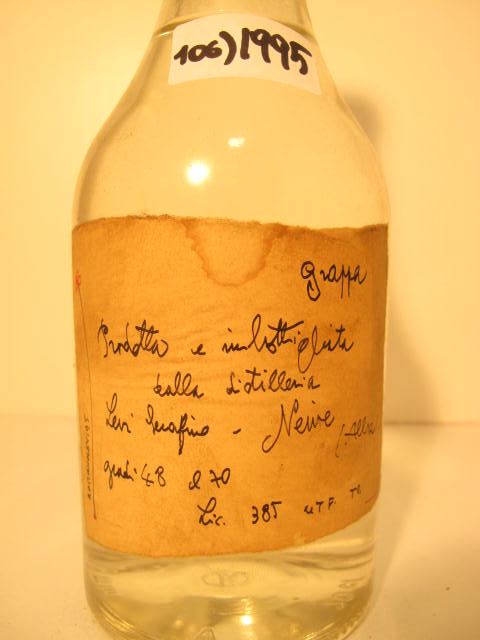 106) 1995
grappa
Prodotta e imbottigliata
dalla distilleria
Levi Serafino - Neive (Alba)
gradi 48 cl 70
Lic. 385 UTF To